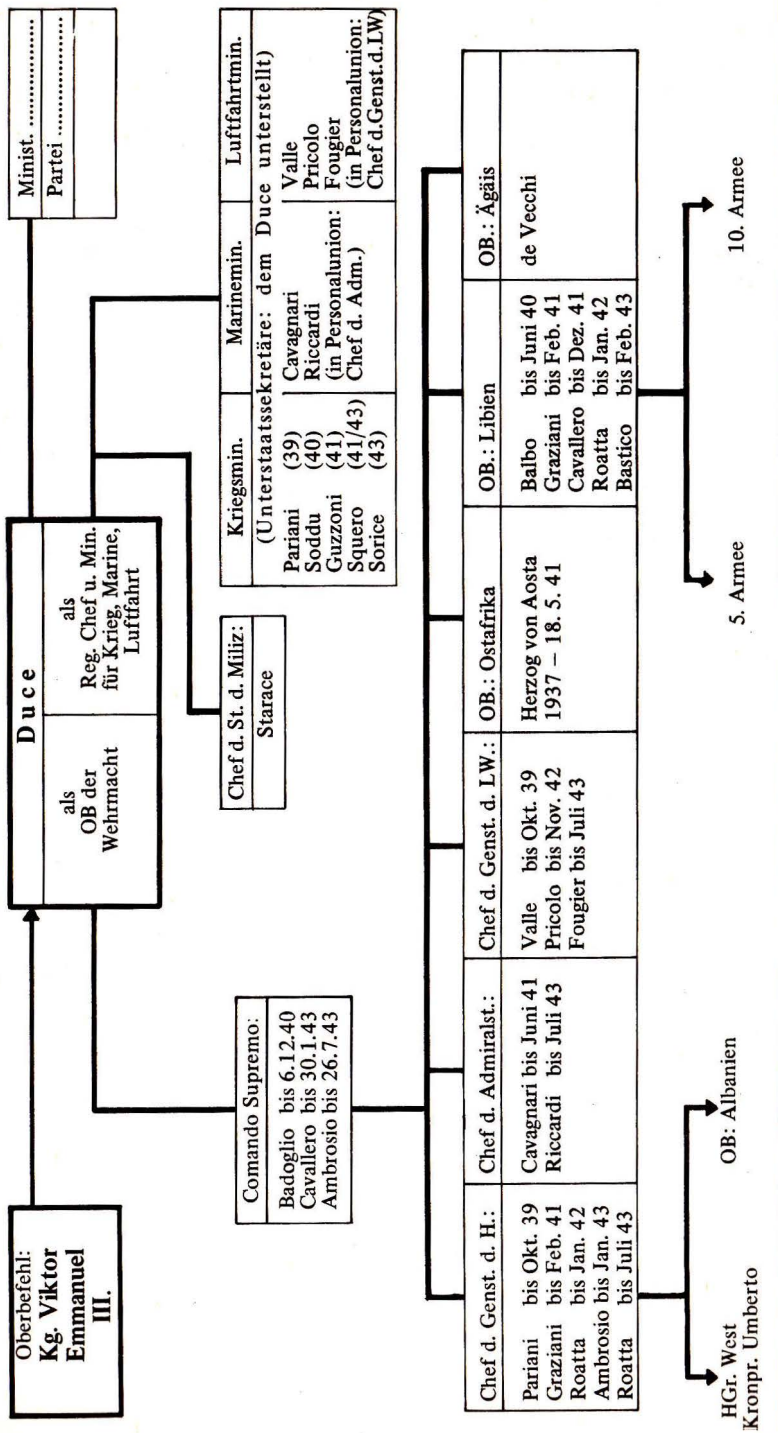 Oberbefehl:
Kg. Viktor
Emmanuel
III.
Duce
als
OB der
Wehrmacht
als
Reg. Chef u. Min.
für Krieg, Marine,
Luftfahrt
Minist. ................
Partei ..................
Comando Supremo:
Badoglio bis 6.12.40
Cavallero bis 30.1.43
Ambrosio bis 26.7.43
Chef d. St. d. Miliz:
Starace
Kriegsmin. Marinemin. Luftfahrtmin.
(Unterstaatssekretäre: dem Duce unterstellt)
Pariani (39)
Soddu (40)
Guzzoni (41)
Squero (41/43)
Sorice (43)
Cavagnari
Riccardi
(in Personalunion:
Chef d. Adm.)
Valle
Pricolo
Fougier
(in Personalunion:
Chef d.Genst.d.LW)
Chef d. Genst. d. H.:
Pariani bis Okt. 39
Graziani bis Feb. 41
Roatta bis Jan. 42
Ambrosio bis Jan. 43
Roatta bis Juli 43
Chef d. Admiralst.:
Cavagnari bis Juni 41
Riccardi bis Juli 43
Chef d. Genst. d. LW.:
Valle bis Okt. 39
Pricolo bis Nov. 42
Fougier bis Juli 43
OB.: Ostafrika
Herzog von Aosta
1937 – 18. 5. 41
OB.: Libien
Balbo bis Juni 40
Graziani bis Feb. 41
Cavallero bis Dez. 41
Roatta bis Jan. 42
Bastico bis Feb. 43
OB.: Ägäis
de Vecchi
HGr. West
Kronpr. Umberto
OB: Albanien
5. Armee
10. Armee